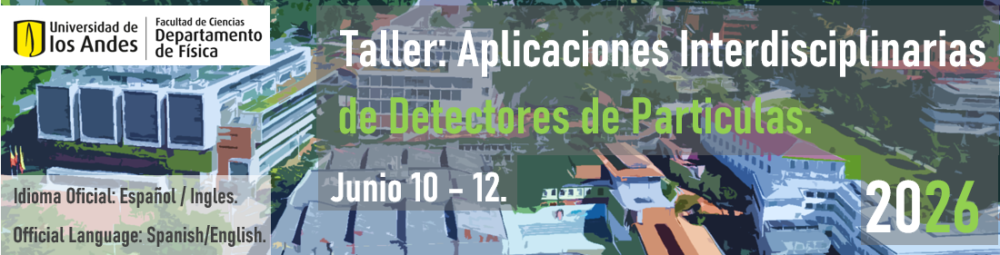 Universidad de
los Andes
Facultad de Ciencias
Departamento
de Física
Taller: Aplicaciones Interdisciplinarias
de Detectores de Particulas.
Junio 10 – 12.
Idioma Oficial: Español / Ingles.
Official Language: Spanish/English.
2026